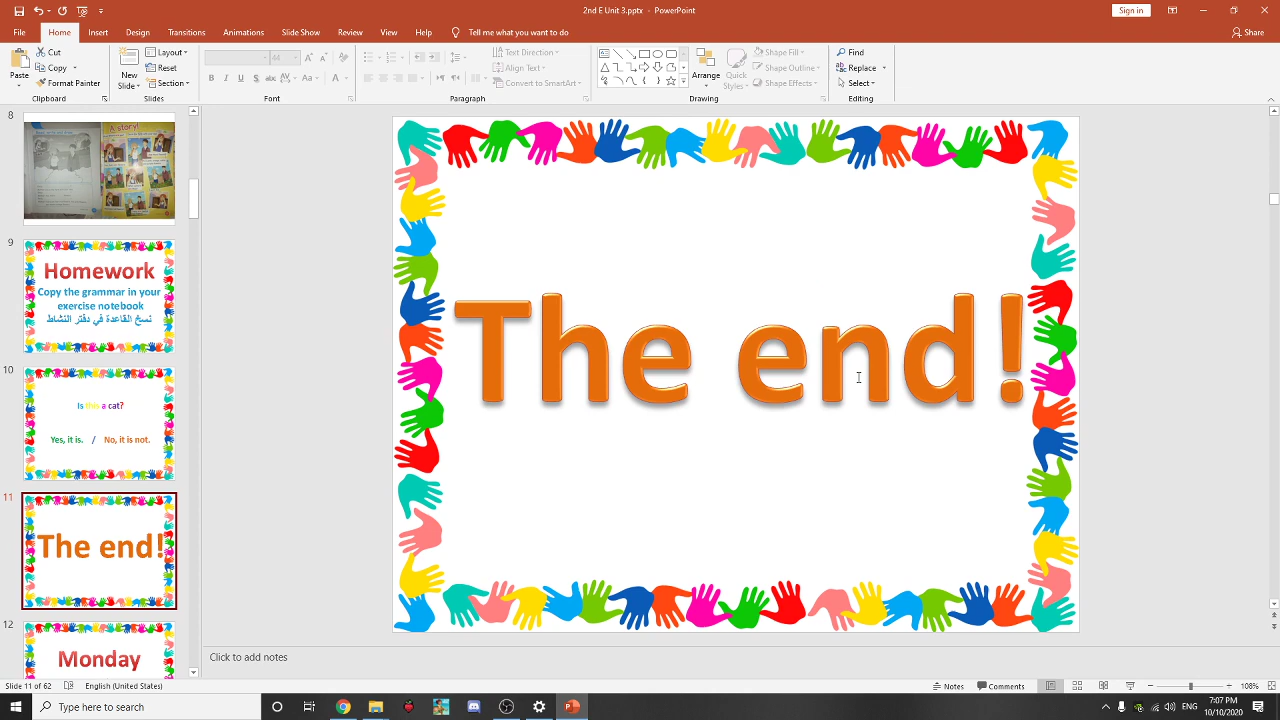 2nd E Unit 3.pptx - PowerPoint
Sign in
File Home Insert Design Transitions Animations Slide Show Review View Help Tell me what you want to do
Share
Paste
Cut
Copy
Format Painter
Clipboard
New
Slide
Layout
Reset
Section
Slides
44
Font
Text Direction
Align Text
Convert to SmartArt
Paragraph
Arrange
Quick
Styles
Shape Fill
Shape Outline
Shape Effects
Drawing
Find
Replace
Select
Editing
8
A story!
9
Homework
Copy the grammar in your
exercise notebook
نسخ القاعدة في دفتر النشاط
10
Is this a cat?
Yes, it is. / No, it is not.
11
The end!
12
Monday
The end!
Click to add notes
Slide 11 of 62
English (United States)
Notes
Comments
108%
Type here to search
ENG
7:07 PM
10/10/2020